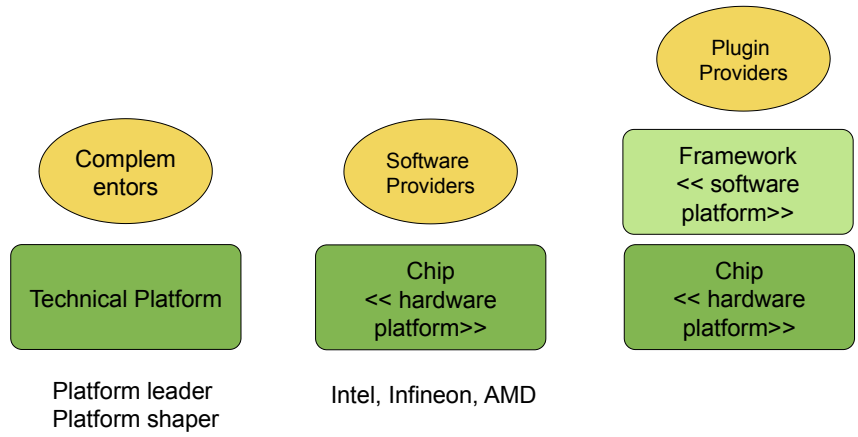 Complem
entors
Technical Platform
Platform leader
Platform shaper
Software
Providers
Chip
<< hardware
platform>>
Intel, Infineon, AMD
Plugin
Providers
Framework
<< software
platform>>
Chip
<< hardware
platform>>